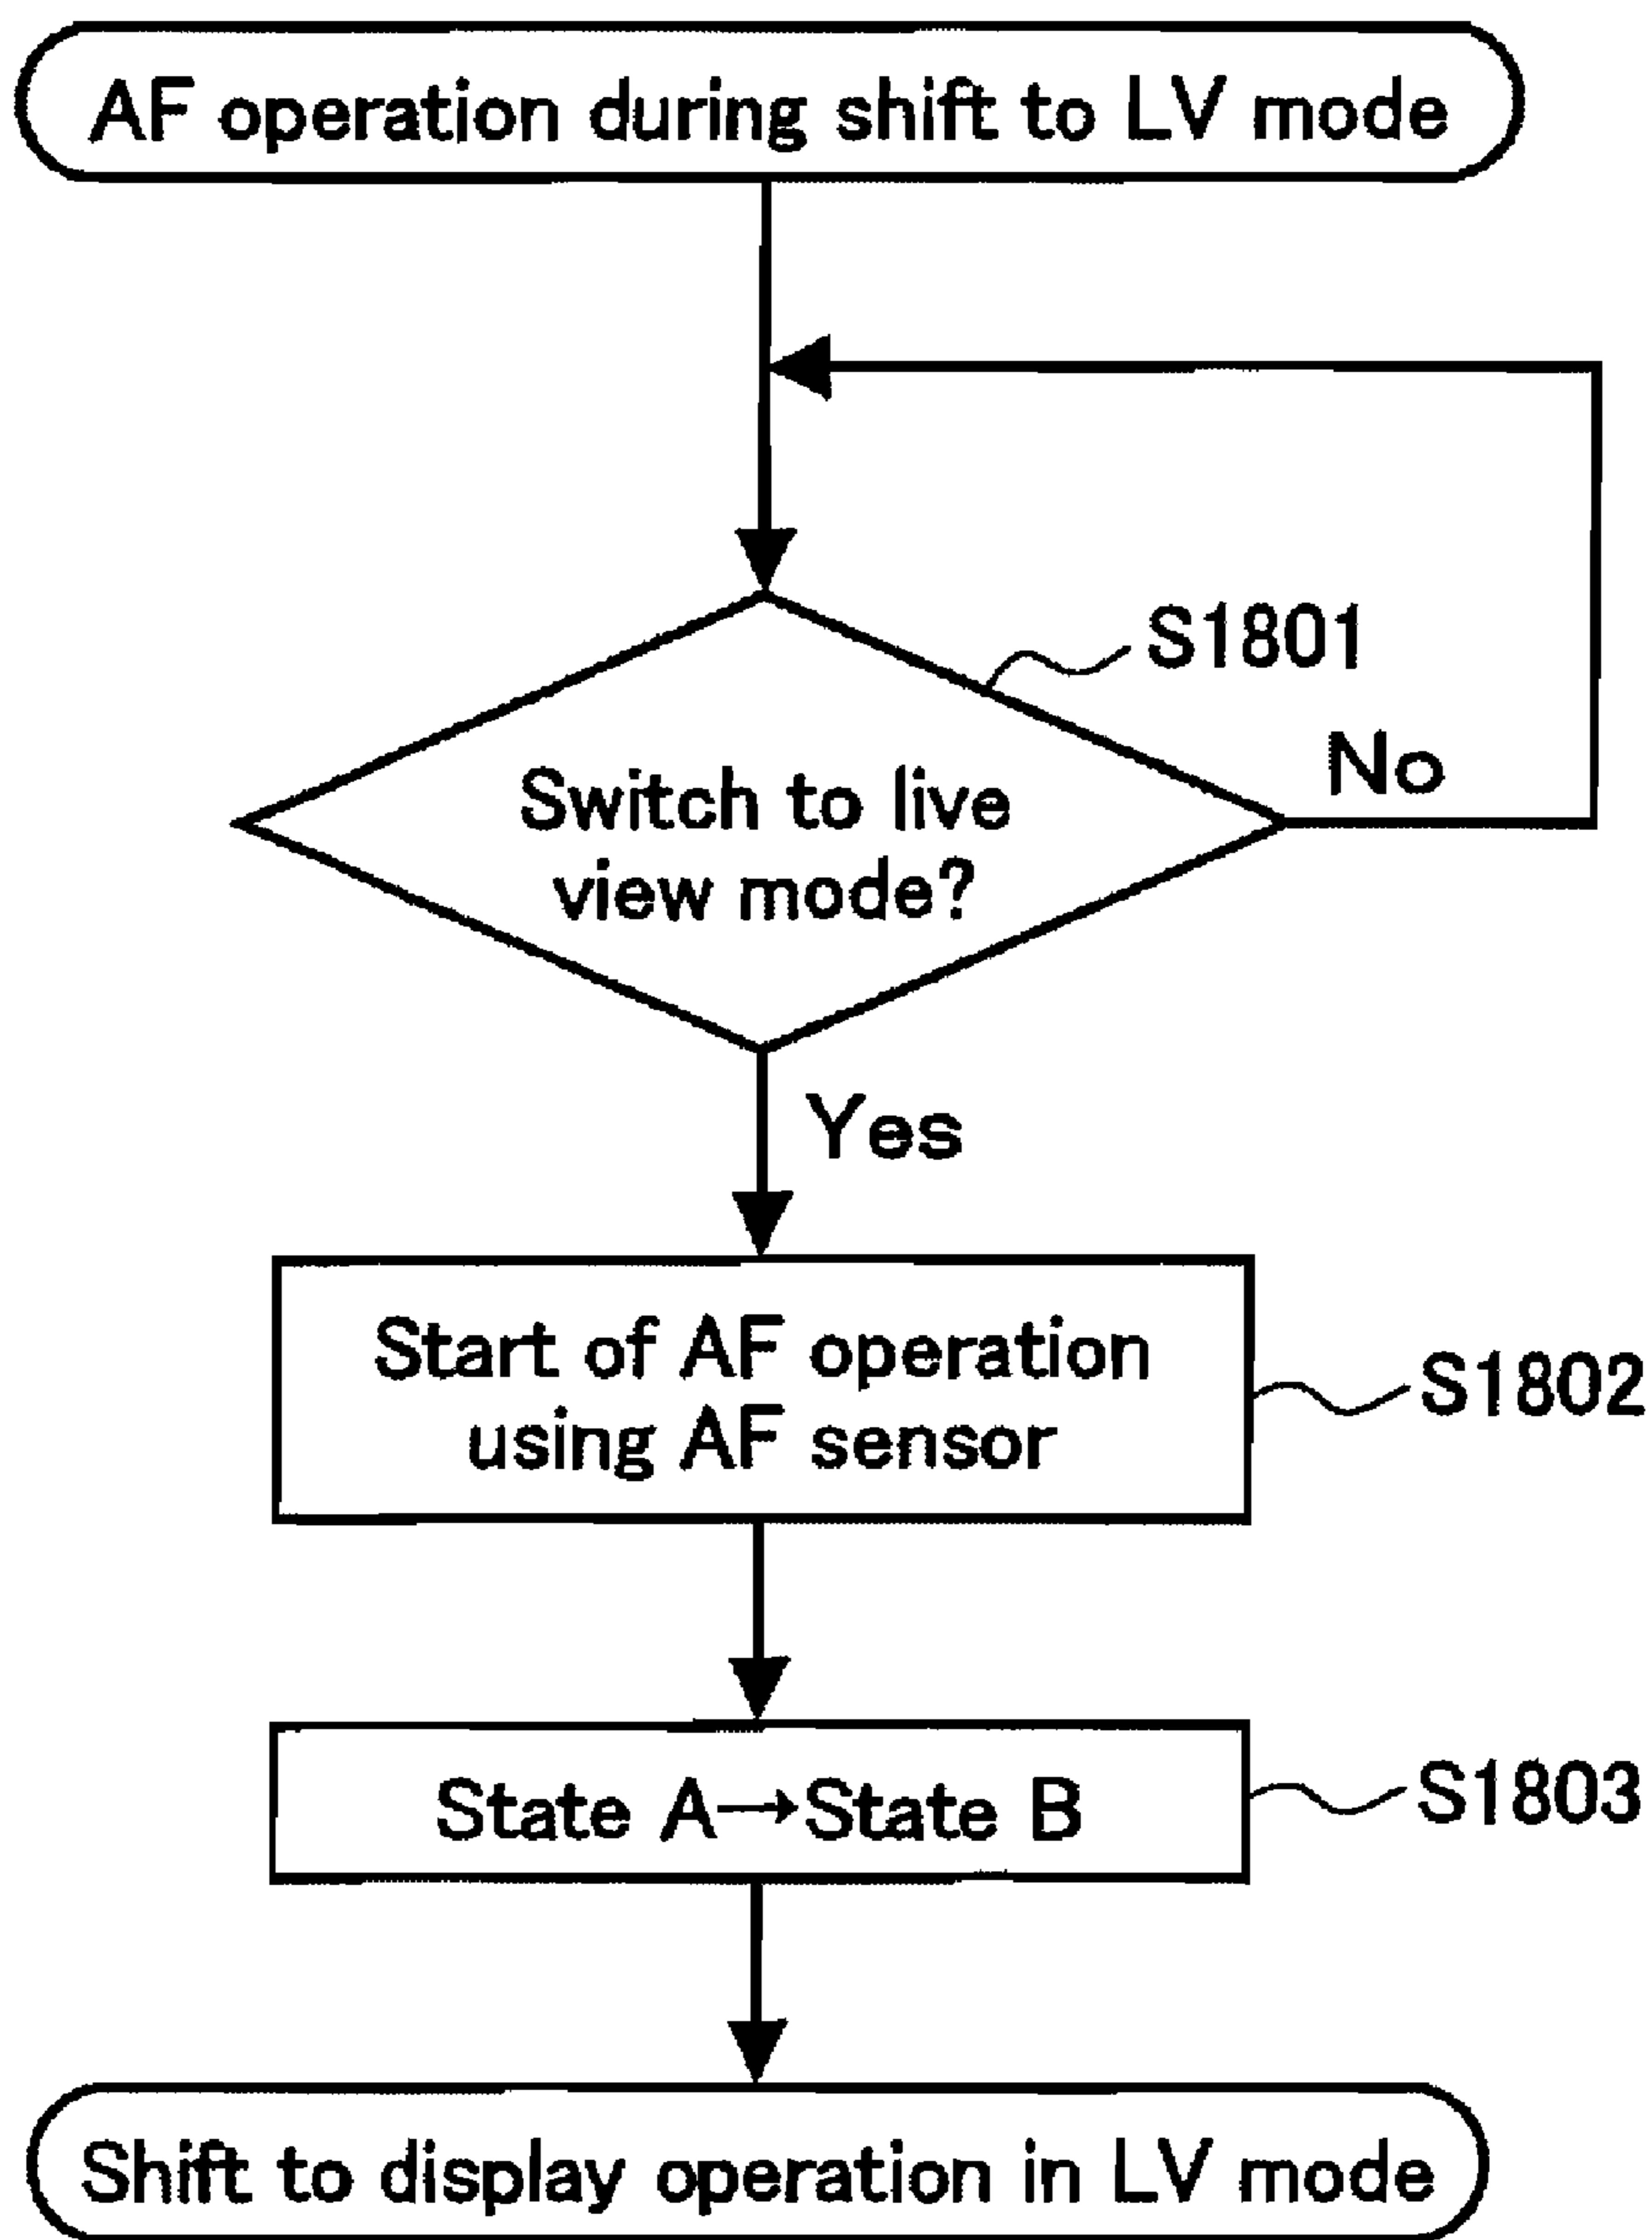 AF operation during shift to LV mode
S1801
No
Switch to live
view mode?
Yes
Start of AF operation
using AF sensor
S1802
State A→State B
S1803
Shift to display operation in LV mode